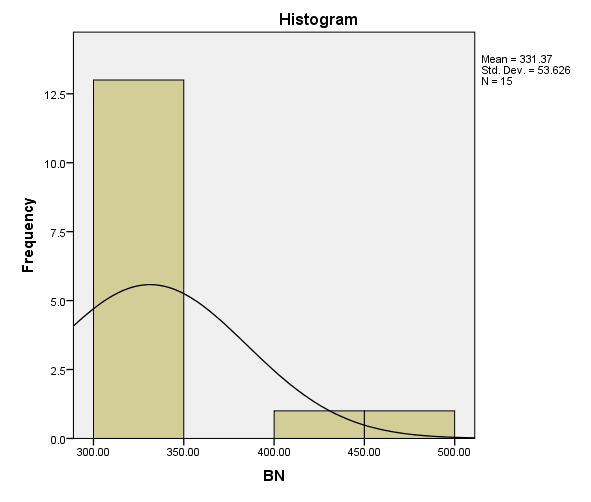 Histogram
Mean = 331.37
Std. Dev. = 53.626
N = 15
12.5
10.0
7.5
5.0
2.5
0.0
Frequency
300.00 350.00 400.00 450.00 500.00
BN